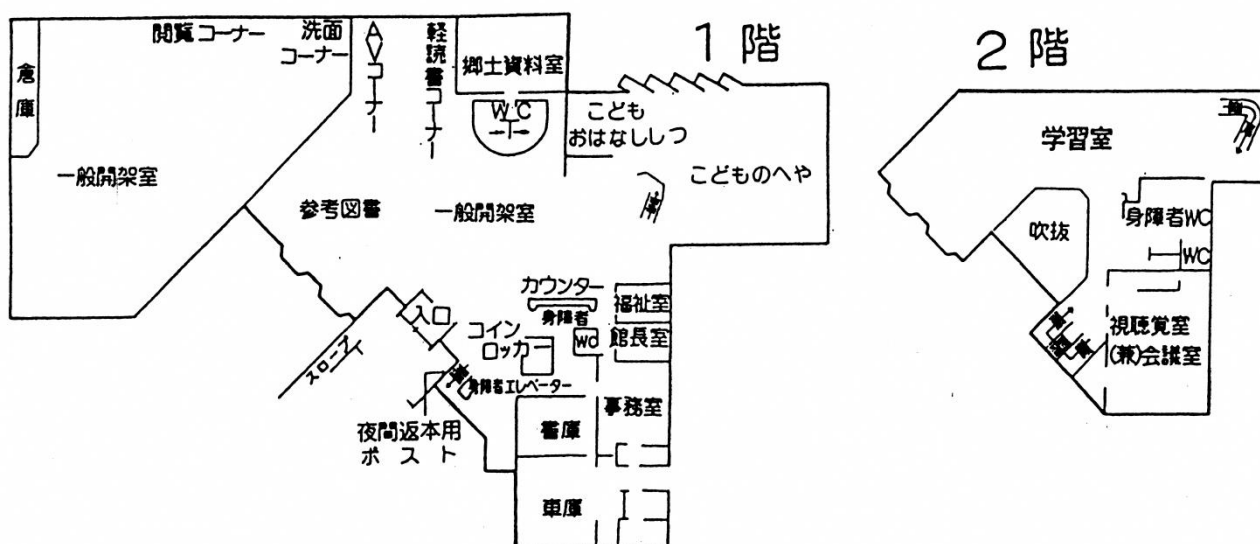 1階
倉庫
閲覧コーナー
洗面
コーナー
AVコーナー
軽読書コーナー
郷土資料室
WC
こども
おはなししつ
こどものへや
一般開架室
参考図書
一般開架室
カウンター
身障者
WC
福祉室
館長室
入口
コイン
ロッカー
スロープ
身障者エレベーター
事務室
夜間返本用
ポスト
書庫
車庫
2階
学習室
吹抜
身障者WC
WC
視聴覚室
(兼)会議室